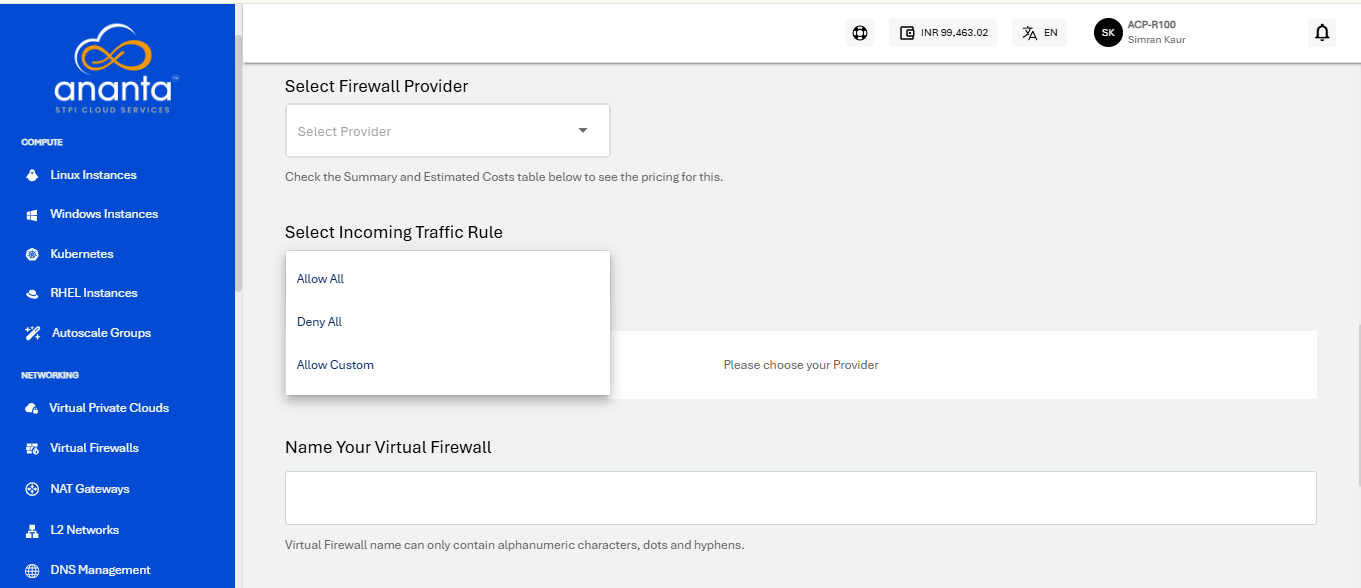 ananta
™
STPI CLOUD SERVICES
COMPUTE
Linux Instances
Windows Instances
Kubernetes
RHEL Instances
Autoscale Groups
NETWORKING
Virtual Private Clouds
Virtual Firewalls
NAT Gateways
L2 Networks
DNS Management
INR 99,463.02
EN
SK
ACP-R100
Simran Kaur
Select Firewall Provider
Select Provider
Check the Summary and Estimated Costs table below to see the pricing for this.
Select Incoming Traffic Rule
Allow All
Deny All
Allow Custom
Please choose your Provider
Name Your Virtual Firewall
Virtual Firewall name can only contain alphanumeric characters, dots and hyphens.